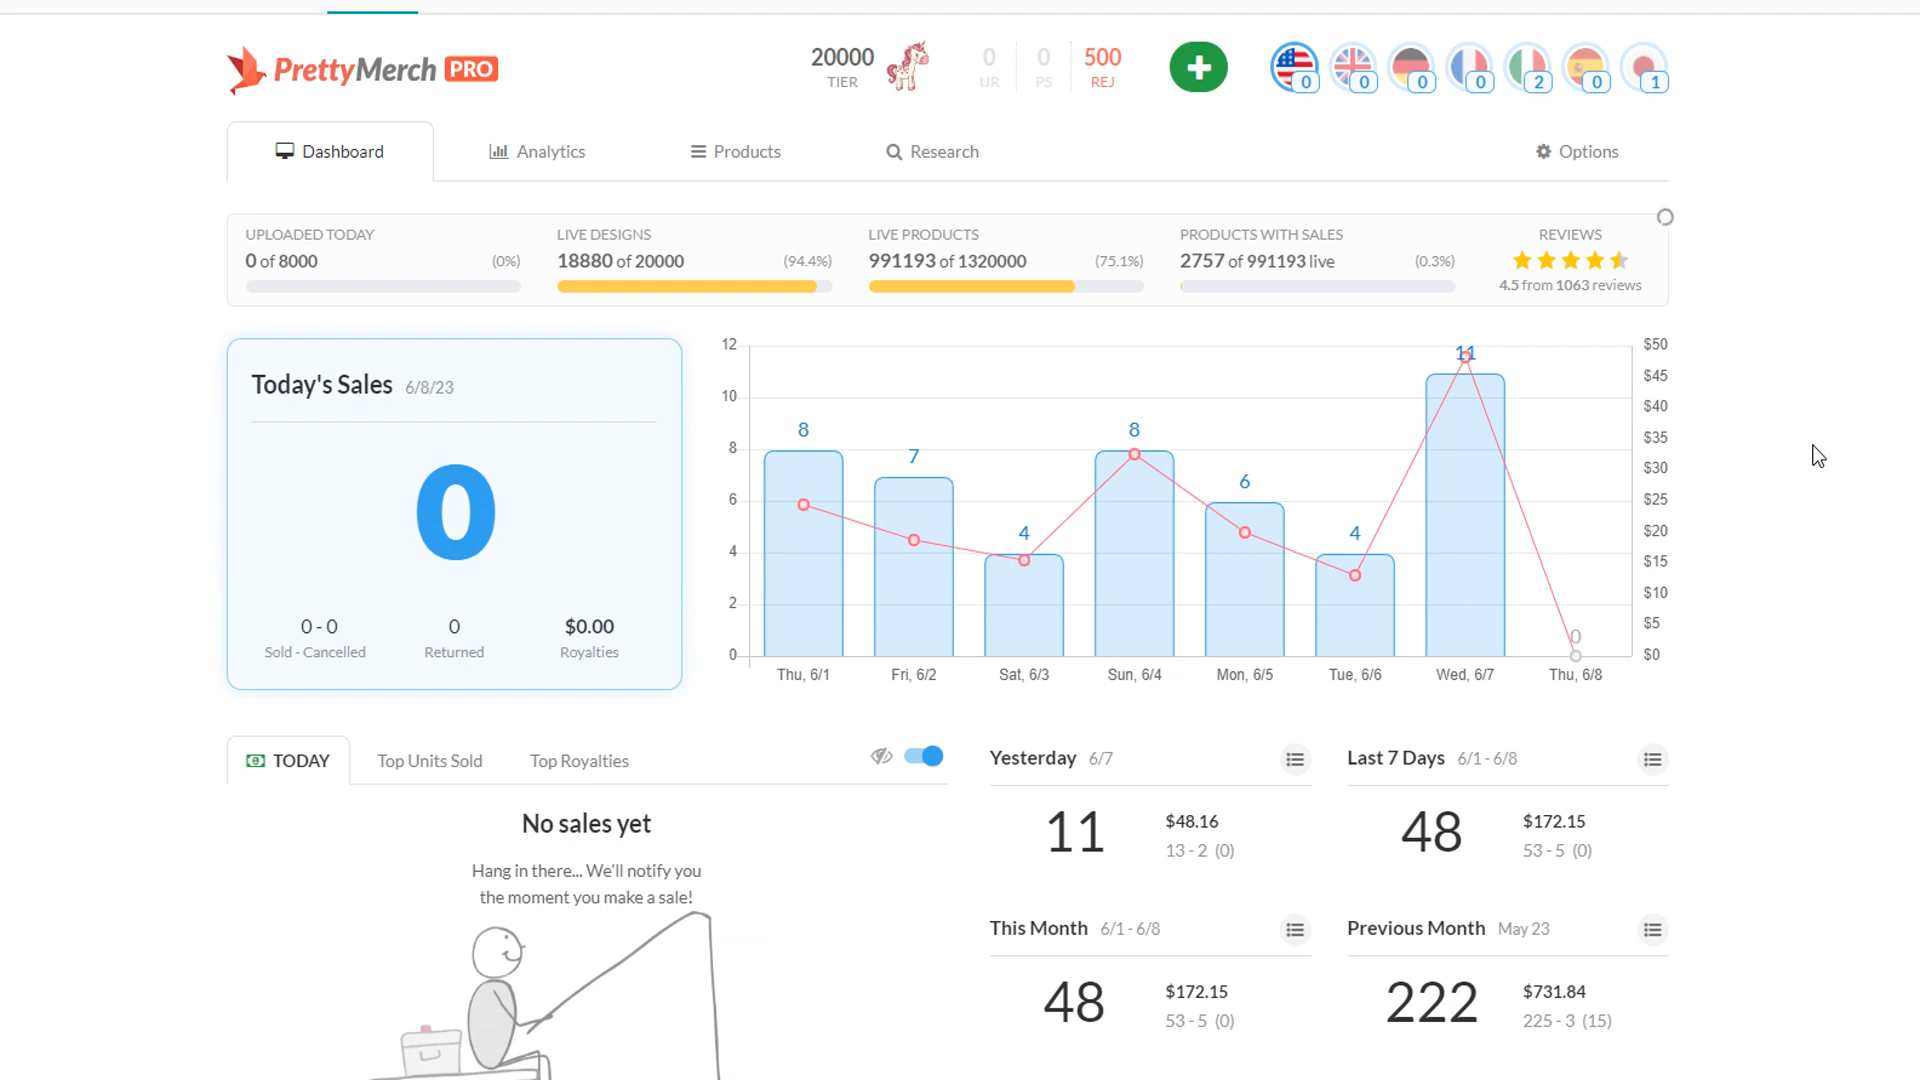 PrettyMerch PRO
20000
TIER
0
UR
0
PS
500
REJ
0
0
0
0
2
0
1
Dashboard
Analytics
Products
Research
Options
UPLOADED TODAY
0 of 8000 (0%)
LIVE DESIGNS
18880 of 20000 (94.4%)
LIVE PRODUCTS
991193 of 1320000 (75.1%)
PRODUCTS WITH SALES
2757 of 991193 live (0.3%)
REVIEWS
4.5 from 1063 reviews
Today's Sales 6/8/23
0
0 - 0
Sold - Cancelled
0
Returned
$0.00
Royalties
12
10
8
6
4
2
0
8
7
4
8
6
4
11
0
$50
$45
$40
$35
$30
$25
$20
$15
$10
$5
$0
Thu, 6/1
Fri, 6/2
Sat, 6/3
Sun, 6/4
Mon, 6/5
Tue, 6/6
Wed, 6/7
Thu, 6/8
TODAY
Top Units Sold
Top Royalties
No sales yet
Hang in there... We'll notify you
the moment you make a sale!
Yesterday 6/7
11
$48.16
13 - 2 (0)
Last 7 Days 6/1 - 6/8
48
$172.15
53 - 5 (0)
This Month 6/1 - 6/8
48
$172.15
53 - 5 (0)
Previous Month May 23
222
$731.84
225 - 3 (15)